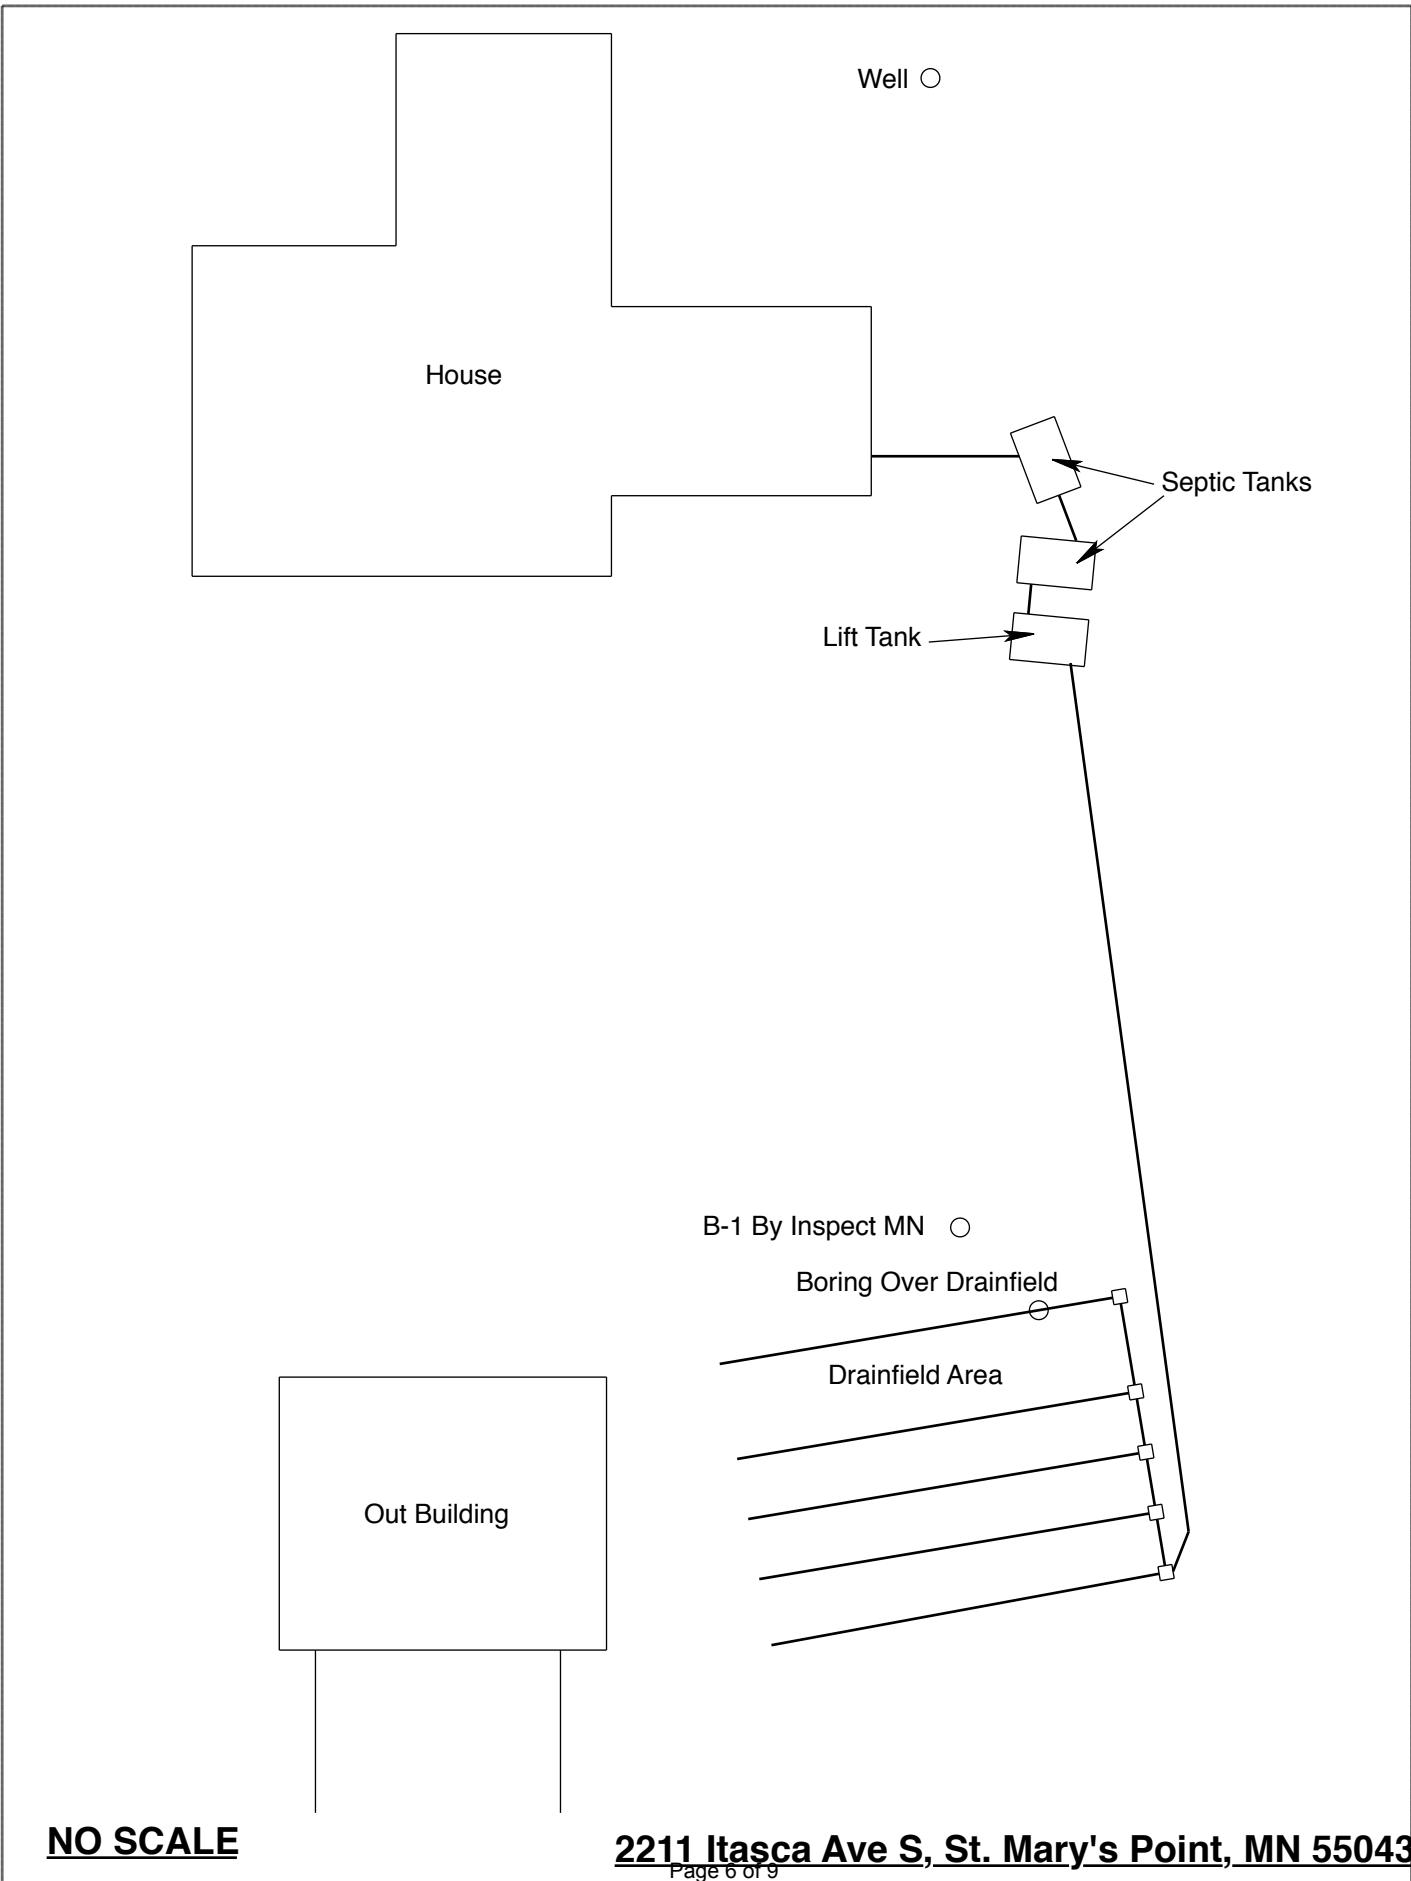 Well
House
Septic Tanks
Lift Tank
B-1 By Inspect MN
Boring Over Drainfield
Drainfield Area
Out Building
NO SCALE
2211 Itasca Ave S, St. Mary's Point, MN 55043
Page 6 of 9